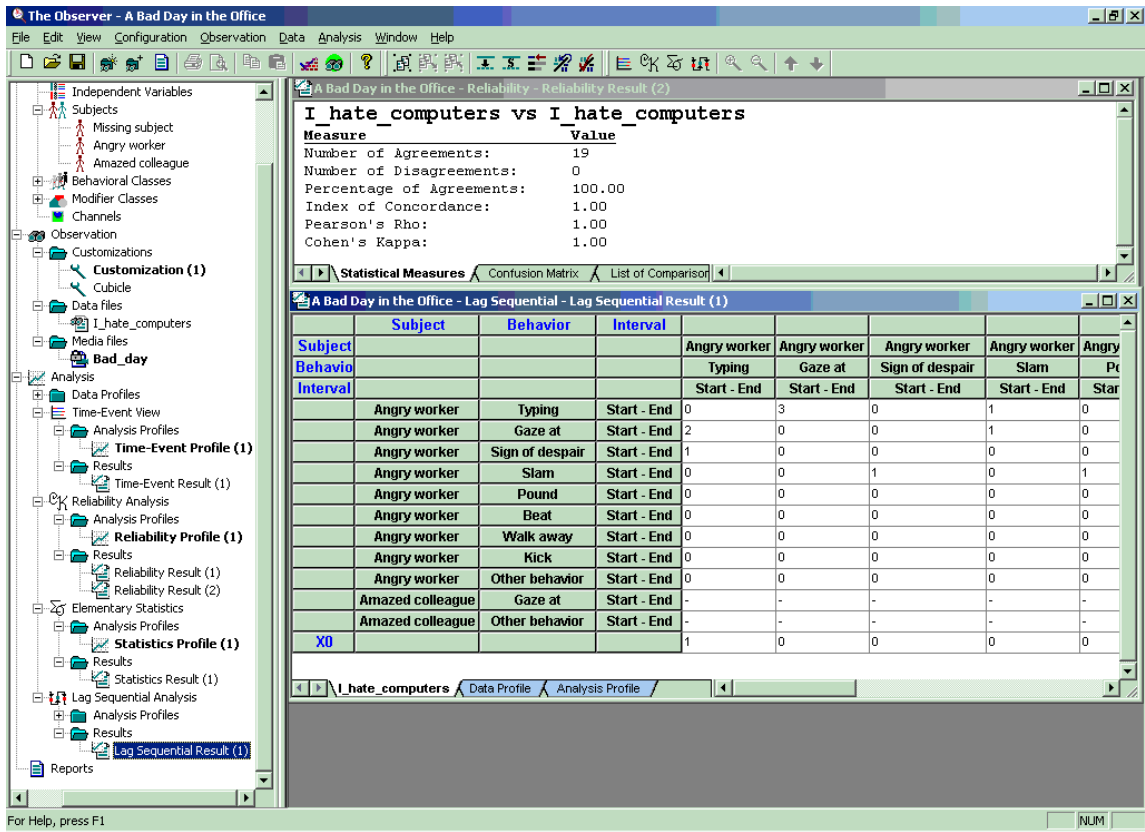 The Observer - A Bad Day in the Office
File Edit View Configuration Observation Data Analysis Window Help
Independent Variables
Subjects
Missing subject
Angry worker
Amazed colleague
Behavioral Classes
Modifier Classes
Channels
Observation
Customizations
Customization (1)
Cubicle
Data files
I_hate_computers
Media files
Bad_day
Analysis
Data Profiles
Time-Event View
Analysis Profiles
Time-Event Profile (1)
Results
Time-Event Result (1)
Reliability Analysis
Analysis Profiles
Reliability Profile (1)
Results
Reliability Result (1)
Reliability Result (2)
Elementary Statistics
Analysis Profiles
Statistics Profile (1)
Results
Statistics Result (1)
Lag Sequential Analysis
Analysis Profiles
Results
Lag Sequential Result (1)
Reports
A Bad Day in the Office - Reliability - Reliability Result (2)
I_hate_computers vs I_hate_computers
Measure Value
Number of Agreements: 19
Number of Disagreements: 0
Percentage of Agreements: 100.00
Index of Concordance: 1.00
Pearson's Rho: 1.00
Cohen's Kappa: 1.00
Statistical Measures Confusion Matrix List of Comparison
A Bad Day in the Office - Lag Sequential - Lag Sequential Result (1)
Subject Behavior Interval
Subject Angry worker Angry worker Angry worker Angry worker Angry
Behavio Typing Gaze at Sign of despair Slam Po
Interval Start - End Start - End Start - End Start - End Star
Angry worker Typing Start - End 0 3 0 1 0
Angry worker Gaze at Start - End 2 0 0 1 0
Angry worker Sign of despair Start - End 1 0 0 0 0
Angry worker Slam Start - End 0 0 1 0 1
Angry worker Pound Start - End 0 0 0 0 0
Angry worker Beat Start - End 0 0 0 0 0
Angry worker Walk away Start - End 0 0 0 0 0
Angry worker Kick Start - End 0 0 0 0 0
Angry worker Other behavior Start - End 0 0 0 0 0
Amazed colleague Gaze at Start - End - - - - -
Amazed colleague Other behavior Start - End - - - - -
X0 1 0 0 0 0
I_hate_computers Data Profile Analysis Profile
For Help, press F1 NUM